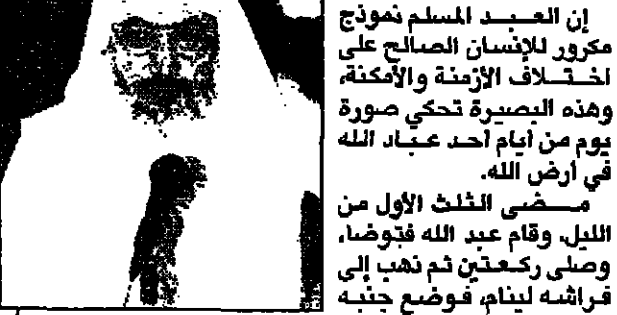 إن العبد المسلم نموذج
مكرور للإنسان الصالح على
اختلاف الأزمنة والأمكنة،
وهذه البصيرة تحكي صورة
يوم من أيام أحد عباد الله
في أرض الله.
مضى الثلث الأول من
الليل، وقام عبد الله فتوضا،
وصلى ركعتين ثم ذهب إلى
فراشه لينام، فوضع جنبه